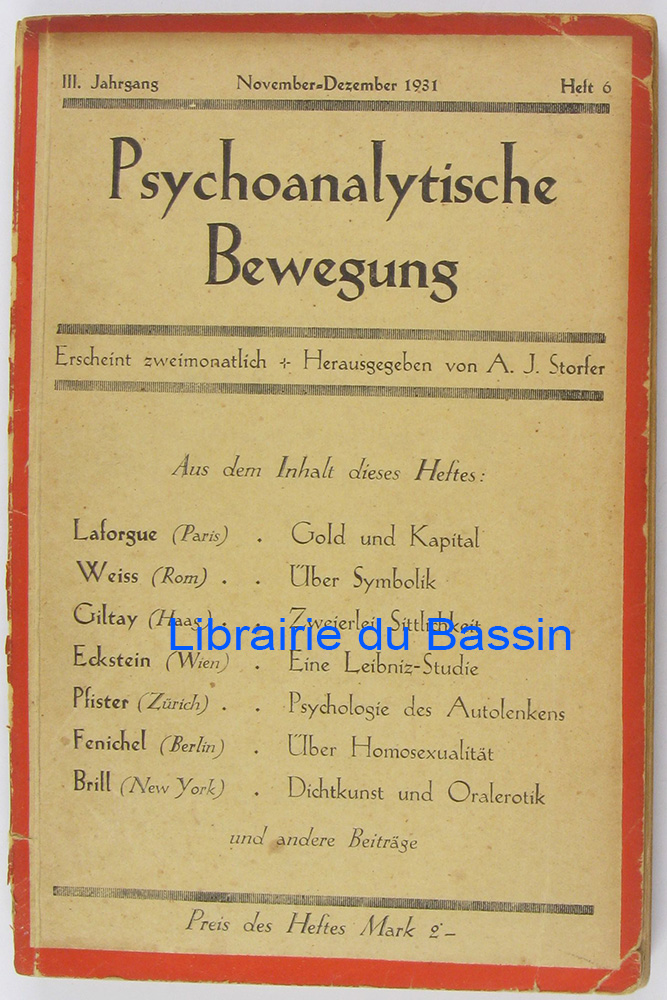 III. Jahrgang November=Dezember 1931 Heft 6
Psychoanalytische
Bewegung
Erscheint zweimonatlich + Herausgegeben von A. J. Storfer
Aus dem Inhalt dieses Heftes:
Laforgue (Paris) . Gold und Kapital
Weiss (Rom) . . Über Symbolik
Giltay (Haag) . . Zweierlei Sittlichkeit
Librairie du Bassin
Eckstein (Wien) . Eine Leibniz-Studie
Pfister (Zürich) . . Psychologie des Autolenkens
Fenichel (Berlin) . Über Homosexualität
Brill (New York) . Dichtkunst und Oralerotik
und andere Beiträge
Preis des Heftes Mark 2-